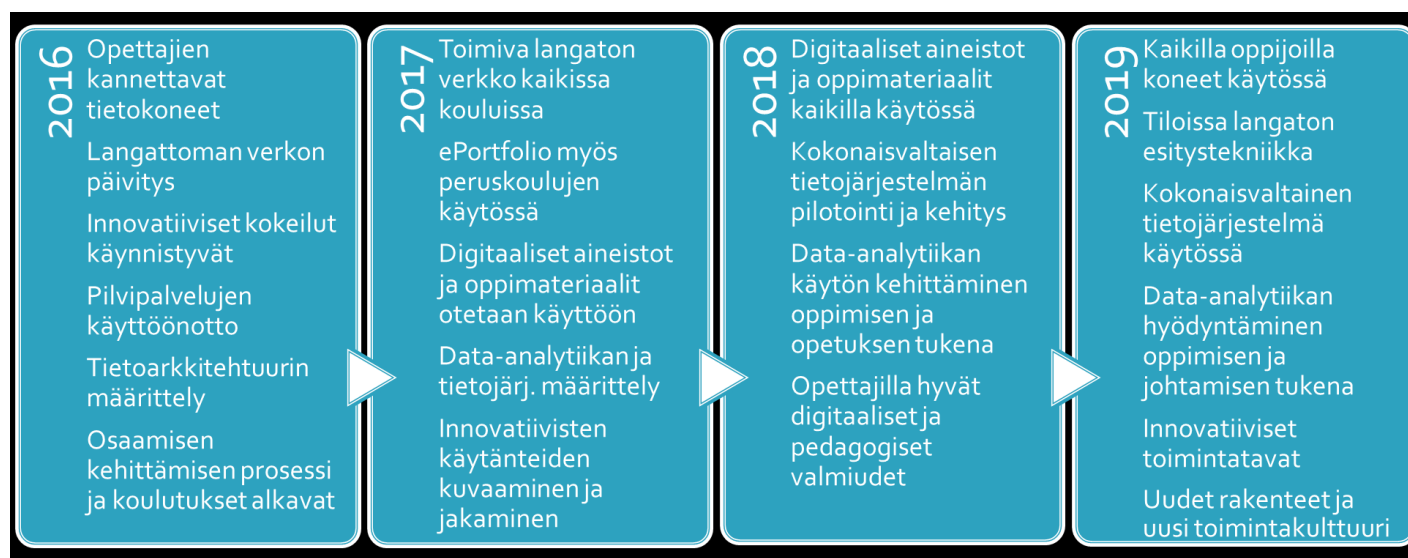 2016
Opettajien
kannettavat
tietokoneet
Langattoman verkon
päivitys
Innovatiiviset kokeilut
käynnistyvät
Pilvipalvelujen
käyttöönotto
Tietoarkkitehtuurin
määrittely
Osaamisen
kehittämisen prosessi
ja koulutukset alkavat
2017
Toimiva langaton
verkko kaikissa
kouluissa
ePortfolio myös
peruskoulujen
käytössä
Digitaaliset aineistot
ja oppimateriaalit
otetaan käyttöön
Data-analytiikan ja
tietojärj. määrittely
Innovatiivisten
käytänteiden
kuvaaminen ja
jakaminen
2018
Digitaaliset aineistot
ja oppimateriaalit
kaikilla käytössä
Kokonaisvaltaisen
tietojärjestelmän
pilotointi ja kehitys
Data-analytiikan
käytön kehittäminen
oppimisen ja
opetuksen tukena
Opettajilla hyvät
digitaaliset ja
pedagogiset
valmiudet
2019
Kaikilla oppijoilla
koneet käytössä
Tiloissa langaton
esitystekniikka
Kokonaisvaltainen
tietojärjestelmä
käytössä
Data-analytiikan
hyödyntäminen
oppimisen ja
johtamisen tukena
Innovatiiviset
toimintatavat
Uudet rakenteet ja
uusi toimintakulttuuri